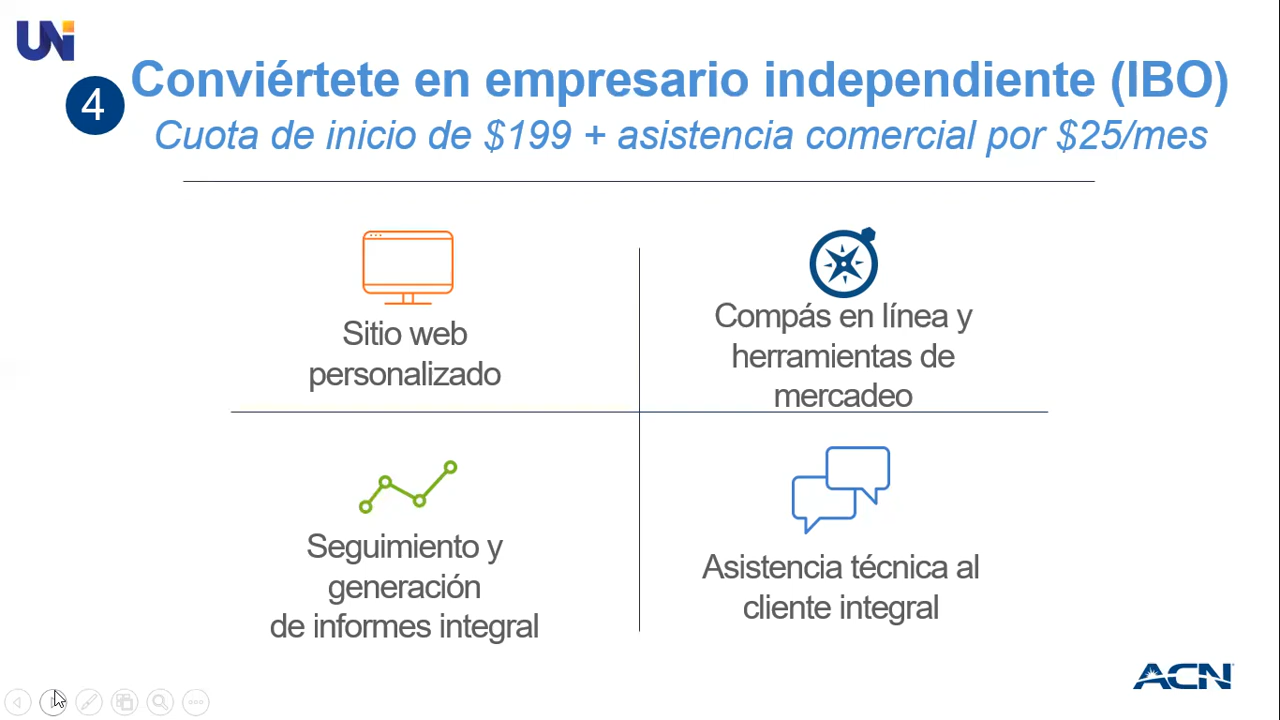 UNi
Conviértete en empresario independiente (IBO)
4
Cuota de inicio de $199 + asistencia comercial por $25/mes
Sitio web
personalizado
Compás en línea y
herramientas de
mercadeo
Seguimiento y
generación
de informes integral
Asistencia técnica al
cliente integral
ACN